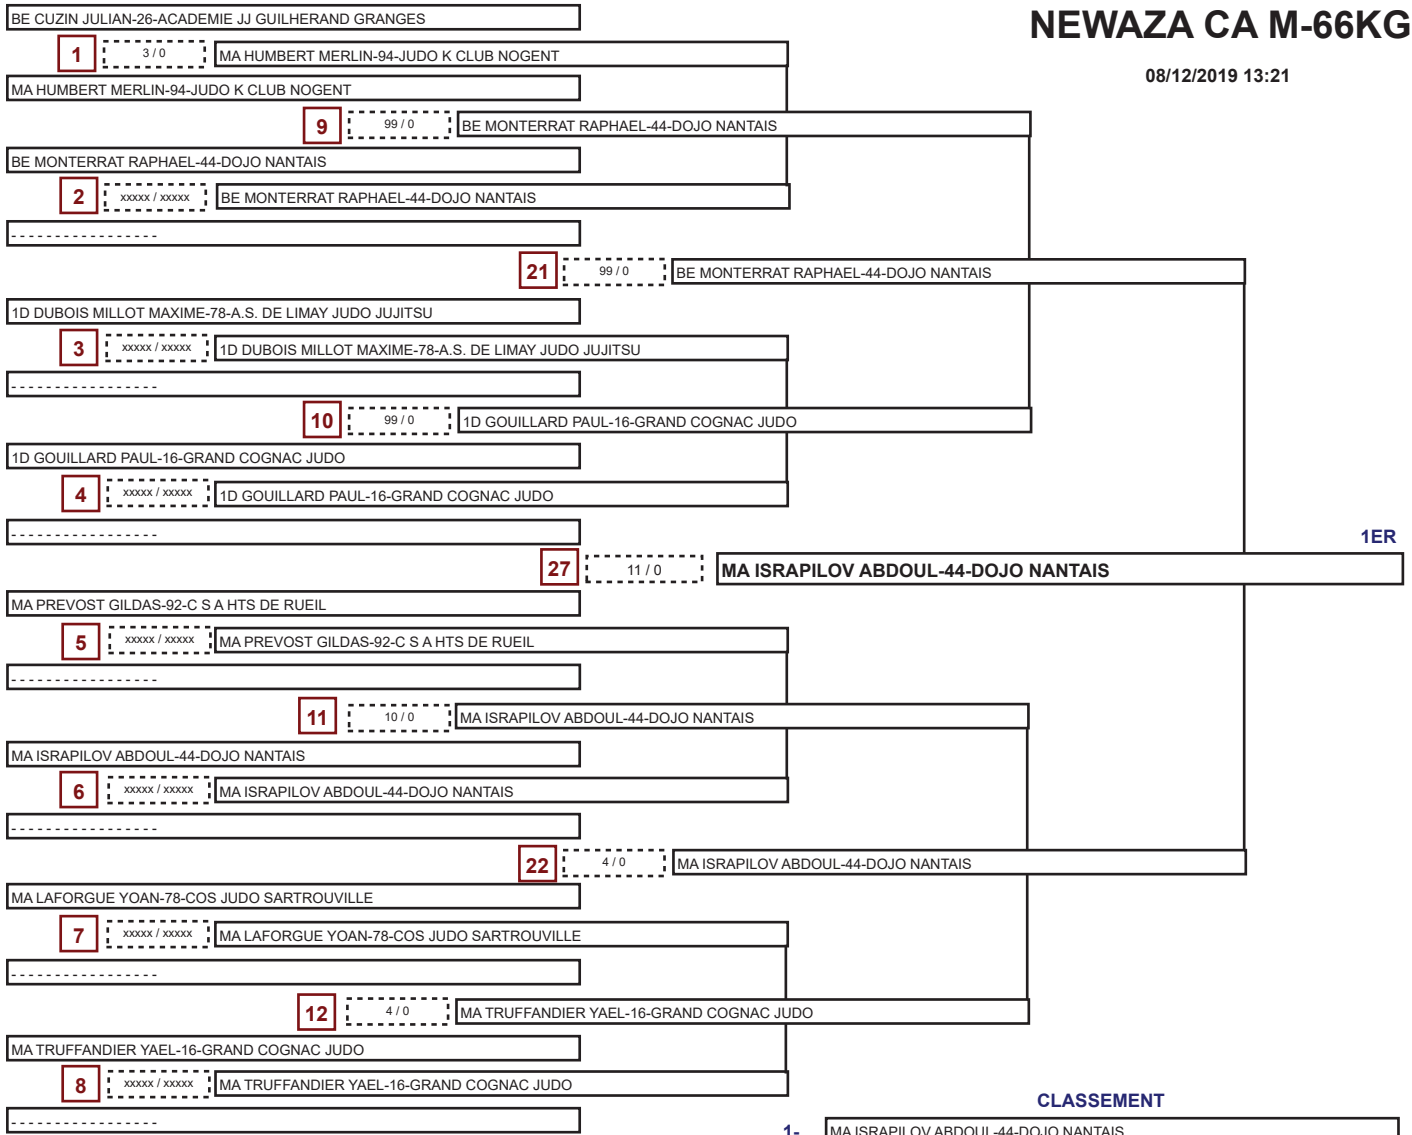 NEWAZA CA M-66KG
08/12/2019 13:21
BE CUZIN JULIAN-26-ACADEMIE JJ GUILHERAND GRANGES
1 3 / 0 MA HUMBERT MERLIN-94-JUDO K CLUB NOGENT
MA HUMBERT MERLIN-94-JUDO K CLUB NOGENT
9 99 / 0 BE MONTERRAT RAPHAEL-44-DOJO NANTAIS
BE MONTERRAT RAPHAEL-44-DOJO NANTAIS
2 xxxxx / xxxxx BE MONTERRAT RAPHAEL-44-DOJO NANTAIS
- - - - - - - - - - - - - - - - -
21 99 / 0 BE MONTERRAT RAPHAEL-44-DOJO NANTAIS
1D DUBOIS MILLOT MAXIME-78-A.S. DE LIMAY JUDO JUJITSU
3 xxxxx / xxxxx 1D DUBOIS MILLOT MAXIME-78-A.S. DE LIMAY JUDO JUJITSU
- - - - - - - - - - - - - - - - -
10 99 / 0 1D GOUILLARD PAUL-16-GRAND COGNAC JUDO
1D GOUILLARD PAUL-16-GRAND COGNAC JUDO
4 xxxxx / xxxxx 1D GOUILLARD PAUL-16-GRAND COGNAC JUDO
- - - - - - - - - - - - - - - - -
1ER
27 11 / 0 MA ISRAPILOV ABDOUL-44-DOJO NANTAIS
MA PREVOST GILDAS-92-C S A HTS DE RUEIL
5 xxxxx / xxxxx MA PREVOST GILDAS-92-C S A HTS DE RUEIL
- - - - - - - - - - - - - - - - -
11 10 / 0 MA ISRAPILOV ABDOUL-44-DOJO NANTAIS
MA ISRAPILOV ABDOUL-44-DOJO NANTAIS
6 xxxxx / xxxxx MA ISRAPILOV ABDOUL-44-DOJO NANTAIS
- - - - - - - - - - - - - - - - -
22 4 / 0 MA ISRAPILOV ABDOUL-44-DOJO NANTAIS
MA LAFORGUE YOAN-78-COS JUDO SARTROUVILLE
7 xxxxx / xxxxx MA LAFORGUE YOAN-78-COS JUDO SARTROUVILLE
- - - - - - - - - - - - - - - - -
12 4 / 0 MA TRUFFANDIER YAEL-16-GRAND COGNAC JUDO
MA TRUFFANDIER YAEL-16-GRAND COGNAC JUDO
8 xxxxx / xxxxx MA TRUFFANDIER YAEL-16-GRAND COGNAC JUDO
- - - - - - - - - - - - - - - - -
CLASSEMENT
1- MA ISRAPILOV ABDOUL-44-DOJO NANTAIS